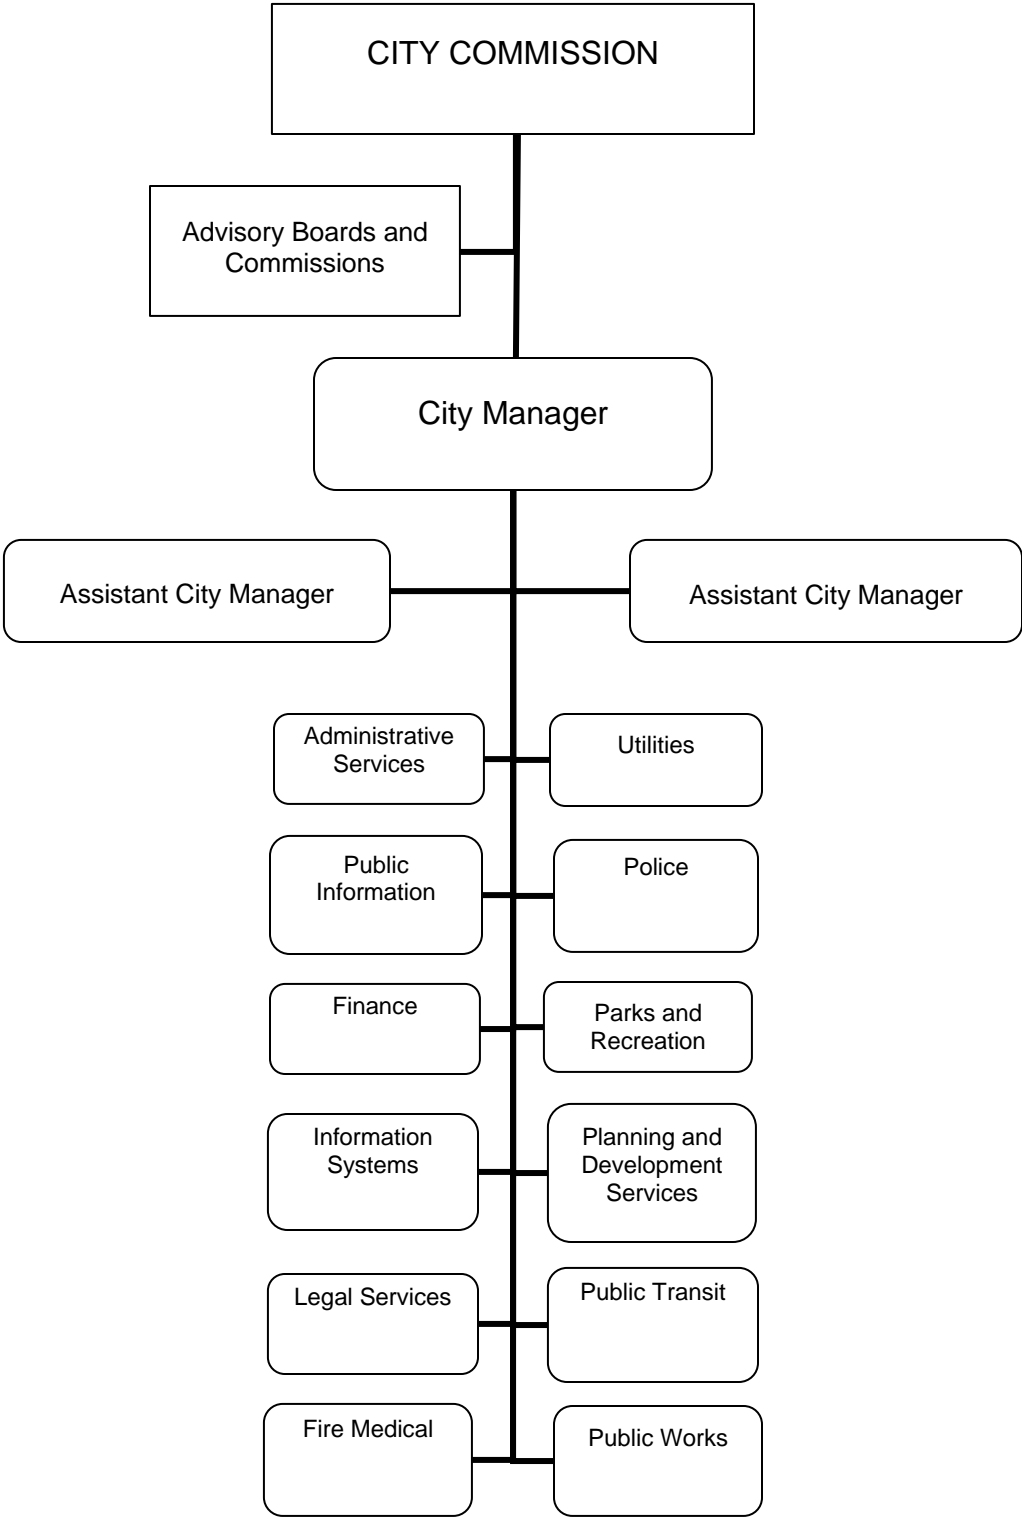 CITY COMMISSION
Advisory Boards and
Commissions
City Manager
Assistant City Manager
Assistant City Manager
Administrative
Services
Utilities
Public
Information
Police
Finance
Parks and
Recreation
Information
Systems
Planning and
Development
Services
Legal Services
Public Transit
Fire Medical
Public Works